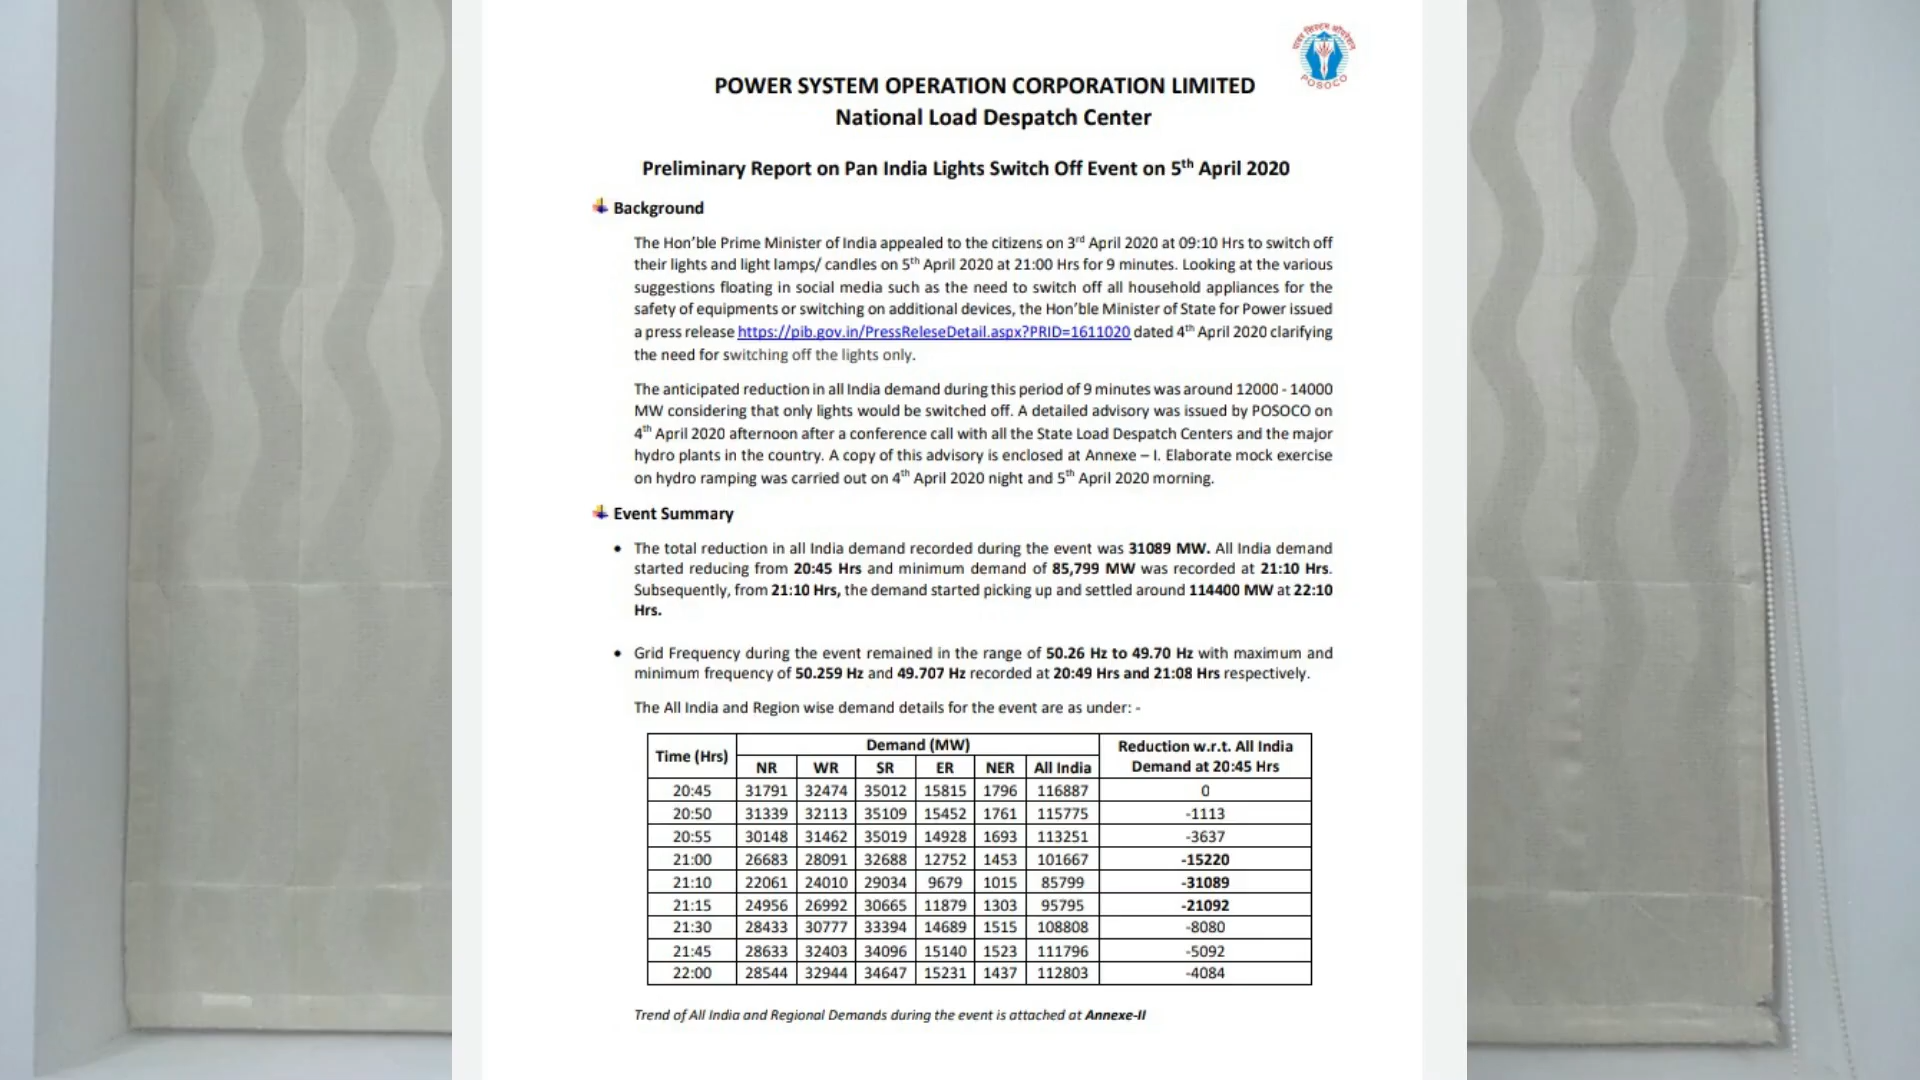 POSOCO
POWER SYSTEM OPERATION CORPORATION LIMITED
National Load Despatch Center
Preliminary Report on Pan India Lights Switch Off Event on 5th April 2020
Background
The Hon’ble Prime Minister of India appealed to the citizens on 3rd April 2020 at 09:10 Hrs to switch off
their lights and light lamps/ candles on 5th April 2020 at 21:00 Hrs for 9 minutes. Looking at the various
suggestions floating in social media such as the need to switch off all household appliances for the
safety of equipments or switching on additional devices, the Hon’ble Minister of State for Power issued
a press release https://pib.gov.in/PressReleseDetail.aspx?PRID=1611020 dated 4th April 2020 clarifying
the need for switching off the lights only.
The anticipated reduction in all India demand during this period of 9 minutes was around 12000 - 14000
MW considering that only lights would be switched off. A detailed advisory was issued by POSOCO on
4th April 2020 afternoon after a conference call with all the State Load Despatch Centers and the major
hydro plants in the country. A copy of this advisory is enclosed at Annexe – I. Elaborate mock exercise
on hydro ramping was carried out on 4th April 2020 night and 5th April 2020 morning.
Event Summary
• The total reduction in all India demand recorded during the event was 31089 MW. All India demand
started reducing from 20:45 Hrs and minimum demand of 85,799 MW was recorded at 21:10 Hrs.
Subsequently, from 21:10 Hrs, the demand started picking up and settled around 114400 MW at 22:10
Hrs.
• Grid Frequency during the event remained in the range of 50.26 Hz to 49.70 Hz with maximum and
minimum frequency of 50.259 Hz and 49.707 Hz recorded at 20:49 Hrs and 21:08 Hrs respectively.
The All India and Region wise demand details for the event are as under: -
Time (Hrs) Demand (MW) Reduction w.r.t. All India
Demand at 20:45 Hrs
NR WR SR ER NER All India
20:45 31791 32474 35012 15815 1796 116887 0
20:50 31339 32113 35109 15452 1761 115775 -1113
20:55 30148 31462 35019 14928 1693 113251 -3637
21:00 26683 28091 32688 12752 1453 101667 -15220
21:10 22061 24010 29034 9679 1015 85799 -31089
21:15 24956 26992 30665 11879 1303 95795 -21092
21:30 28433 30777 33394 14689 1515 108808 -8080
21:45 28633 32403 34096 15140 1523 111796 -5092
22:00 28544 32944 34647 15231 1437 112803 -4084
Trend of All India and Regional Demands during the event is attached at Annexe-II